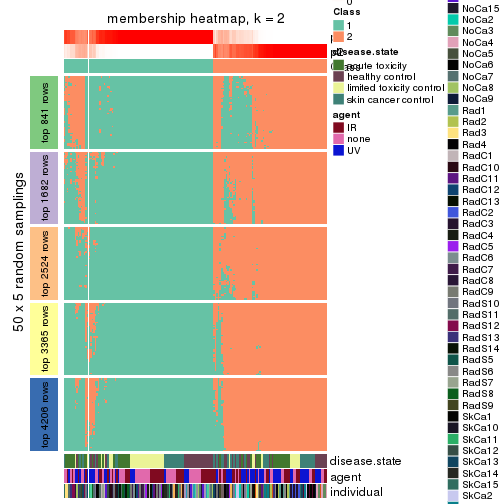 membership heatmap, k = 2
50 x 5 random samplings
top 841 rows
top 1682 rows
top 2524 rows
top 3365 rows
top 4206 rows
p2
disease.state
agent
individual
Class
1
2
disease.state
acute toxicity
healthy control
limited toxicity
skin cancer control
agent
IR
none
UV
0
NoCa15
NoCa2
NoCa3
NoCa4
NoCa5
NoCa6
NoCa7
NoCa8
NoCa9
Rad1
Rad2
Rad3
Rad4
RadC1
RadC10
RadC11
RadC12
RadC13
RadC2
RadC3
RadC4
RadC5
RadC6
RadC7
RadC8
RadC9
RadS10
RadS11
RadS12
RadS13
RadS14
RadS5
RadS6
RadS7
RadS8
RadS9
SkCa1
SkCa10
SkCa11
SkCa12
SkCa13
SkCa14
SkCa15
SkCa2